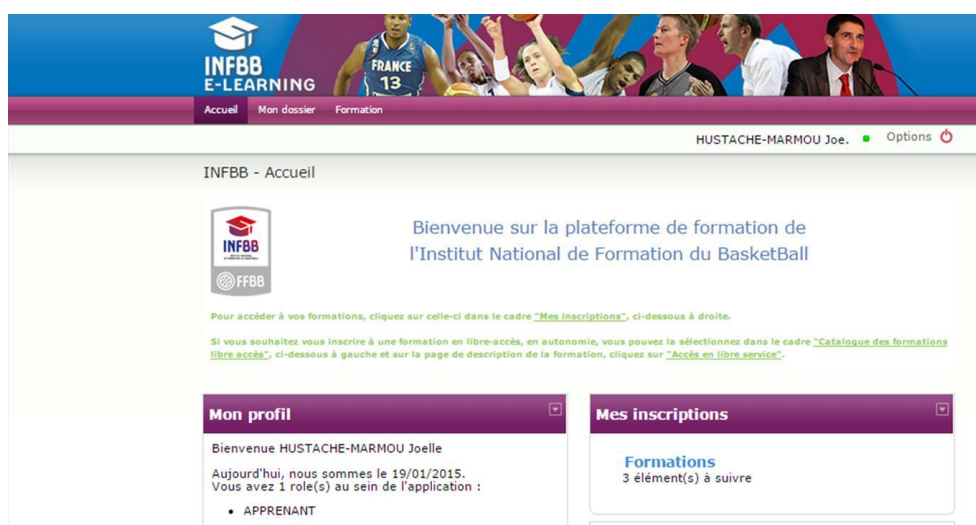 INFBB
E-LEARNING
FRANCE
13
Accueil Mon dossier Formation
HUSTACHE-MARMOU Joe. Options
INFBB - Accueil
INFBB
FFBB
Bienvenue sur la plateforme de formation de
l'Institut National de Formation du BasketBall
Pour accéder à vos formations, cliquez sur celle-ci dans le cadre "Mes inscriptions", ci-dessous à droite.
Si vous souhaitez vous inscrire à une formation en libre-accès, en autonomie, vous pouvez la sélectionnez dans le cadre "Catalogue des formations
libre accès", ci-dessous à gauche et sur la page de description de la formation, cliquez sur "Accès en libre service".
Mon profil
Bienvenue HUSTACHE-MARMOU Joelle
Aujourd'hui, nous sommes le 19/01/2015.
Vous avez 1 role(s) au sein de l'application :
• APPRENANT
Mes inscriptions
Formations
3 élément(s) à suivre